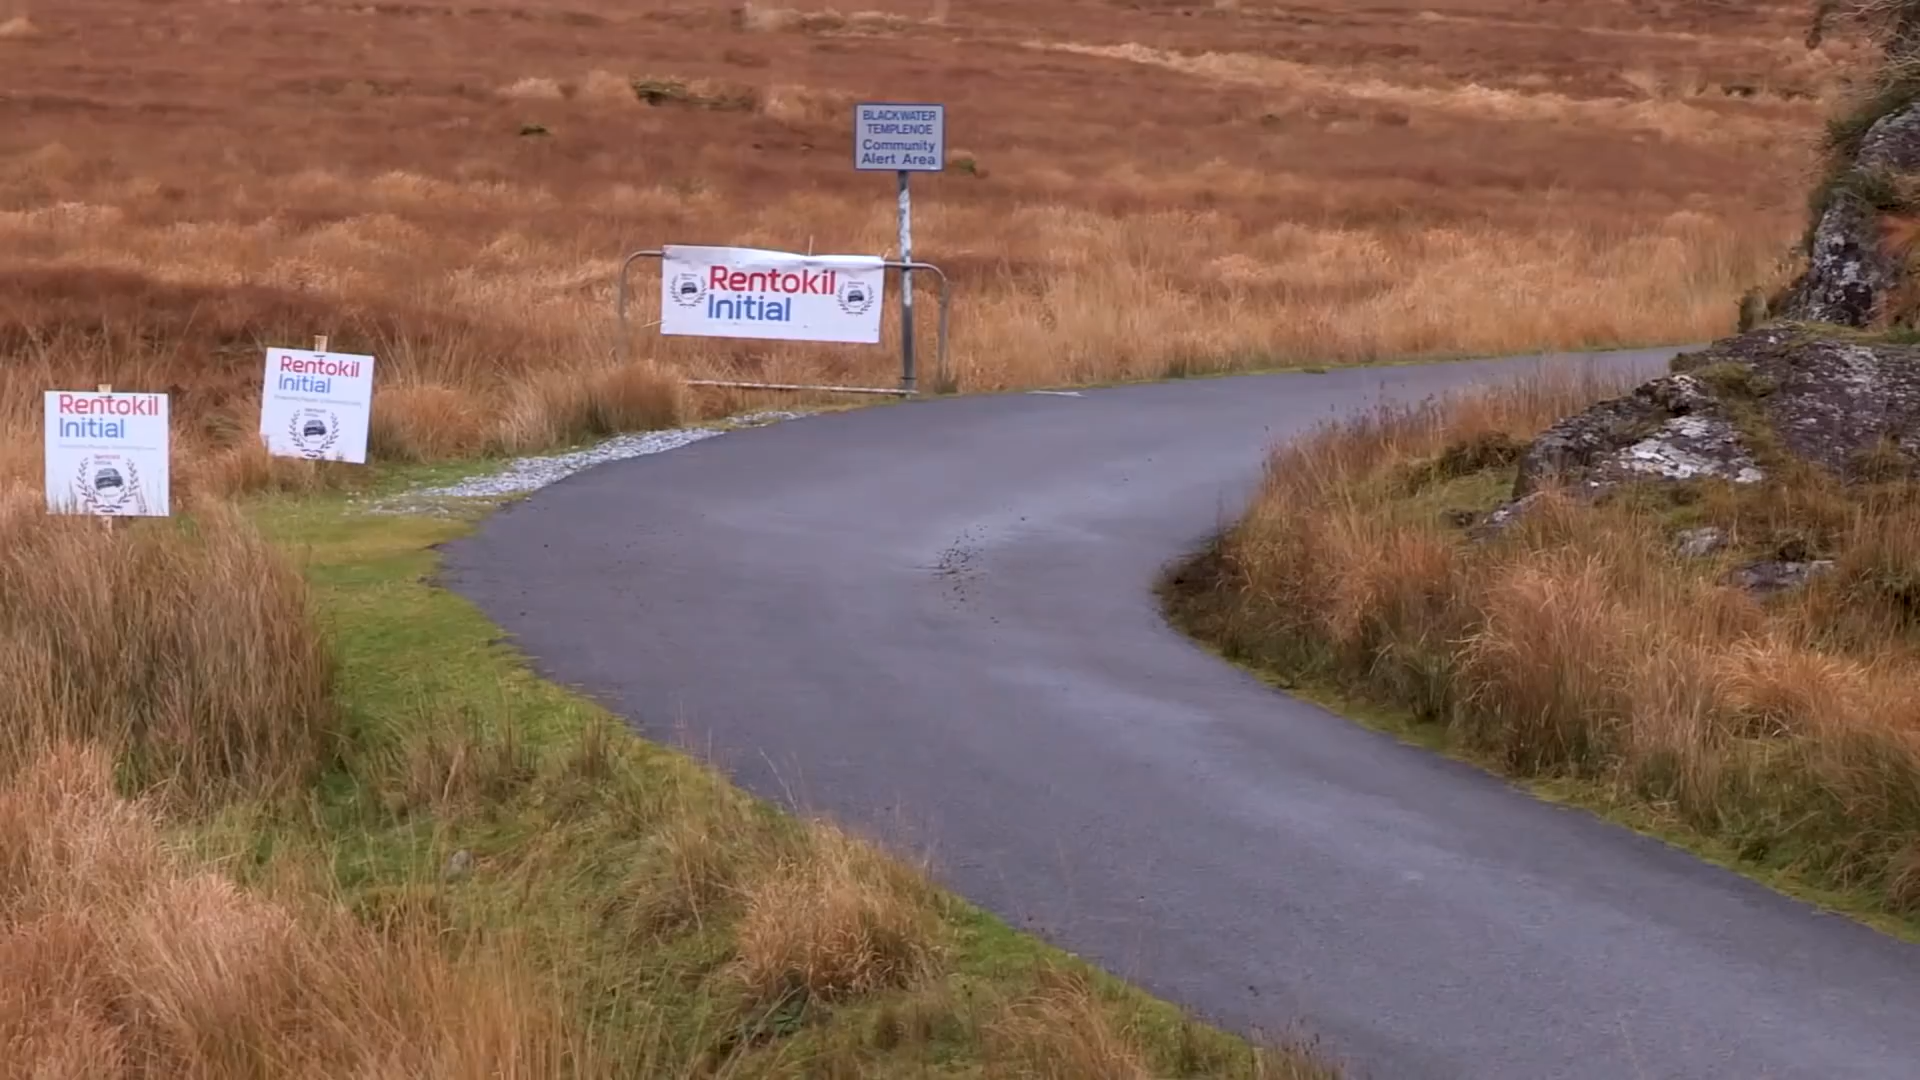 BLACKWATER
TEMPLENOE
Community
Alert Area
Rentokil
Initial
Rentokil
Initial
Rentokil
Initial